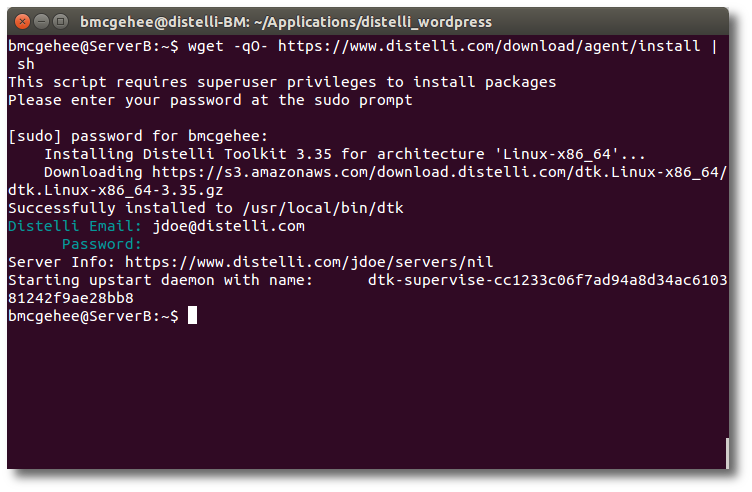 bmcgehee@distelli-BM: ~/Applications/distelli_wordpress
bmcgehee@ServerB:~$ wget -qO- https://www.distelli.com/download/agent/install |
 sh
This script requires superuser privileges to install packages
Please enter your password at the sudo prompt
[sudo] password for bmcgehee:
    Installing Distelli Toolkit 3.35 for architecture 'Linux-x86_64'...
    Downloading https://s3.amazonaws.com/download.distelli.com/dtk.Linux-x86_64/
dtk.Linux-x86_64-3.35.gz
Successfully installed to /usr/local/bin/dtk
Distelli Email: jdoe@distelli.com
      Password:
Server Info: https://www.distelli.com/jdoe/servers/nil
Starting upstart daemon with name:      dtk-supervise-cc1233c06f7ad94a8d34ac6103
81242f9ae28bb8
bmcgehee@ServerB:~$